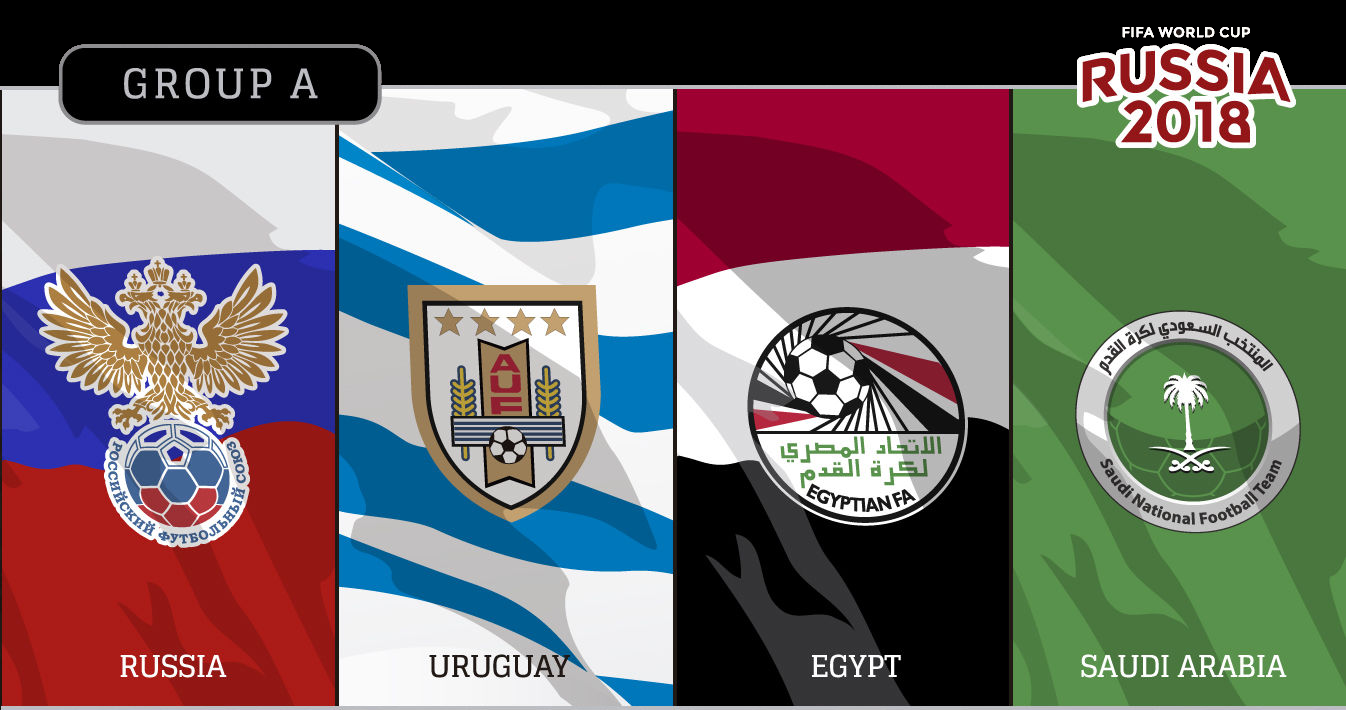 GROUP A
FIFA WORLD CUP
RUSSIA
2018
РОССИЙСКИЙ ФУТБОЛЬНЫЙ СОЮЗ
RUSSIA
AUF
URUGUAY
الاتحاد المصري
لكرة القدم
EGYPTIAN FA
EGYPT
المنتخب السعودي لكرة القدم
Saudi National Football Team
SAUDI ARABIA